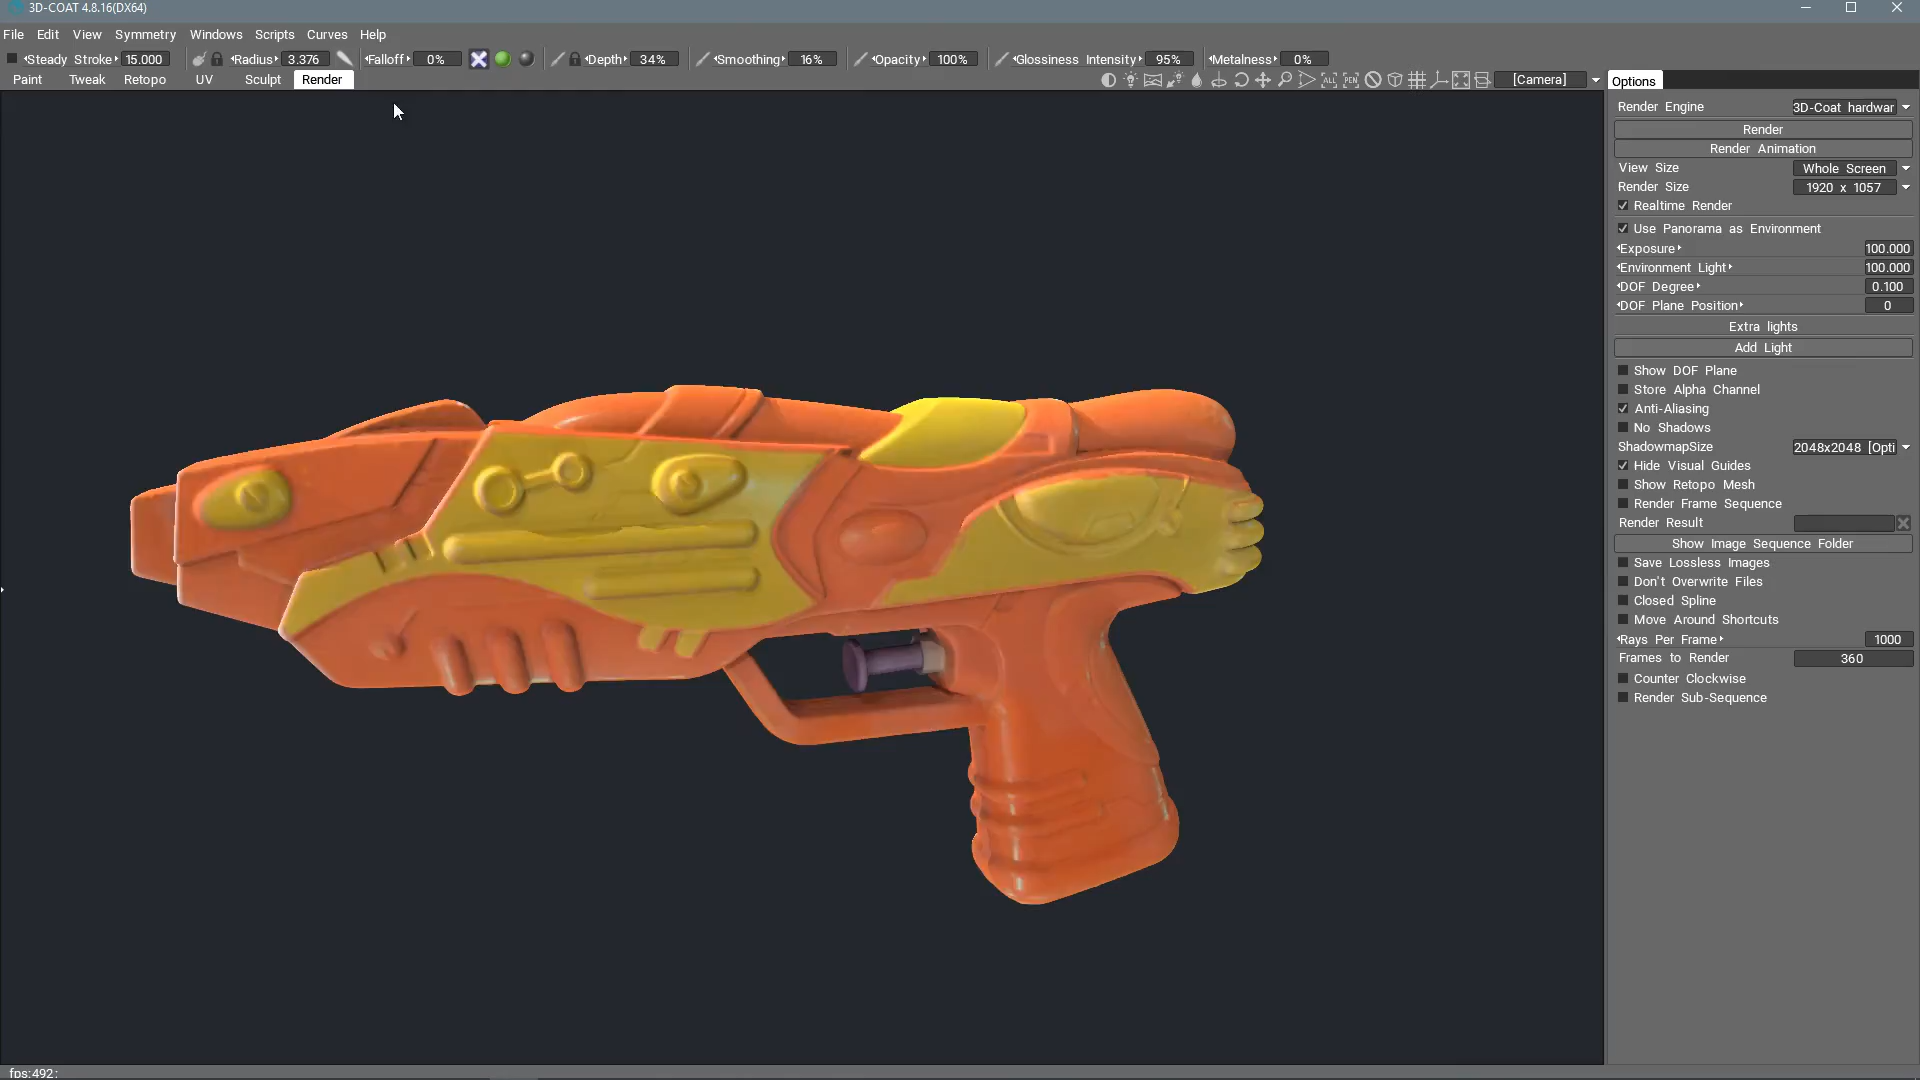 3D-COAT 4.8.16(DX64)
File Edit View Symmetry Windows Scripts Curves Help
Steady Stroke 15.000 Radius 3.376 Falloff 0% Depth 34% Smoothing 16% Opacity 100% Glossiness Intensity 95% Metalness 0%
Paint Tweak Retopo UV Sculpt Render ALL PEN [Camera] Options
Render Engine 3D-Coat hardwar
Render
Render Animation
View Size Whole Screen
Render Size 1920 x 1057
Realtime Render
Use Panorama as Environment
Exposure 100.000
Environment Light 100.000
DOF Degree 0.100
DOF Plane Position 0
Extra lights
Add Light
Show DOF Plane
Store Alpha Channel
Anti-Aliasing
No Shadows
ShadowmapSize 2048x2048 [Opti
Hide Visual Guides
Show Retopo Mesh
Render Frame Sequence
Render Result
Show Image Sequence Folder
Save Lossless Images
Don't Overwrite Files
Closed Spline
Move Around Shortcuts
Rays Per Frame 1000
Frames to Render 360
Counter Clockwise
Render Sub-Sequence
fps:492: